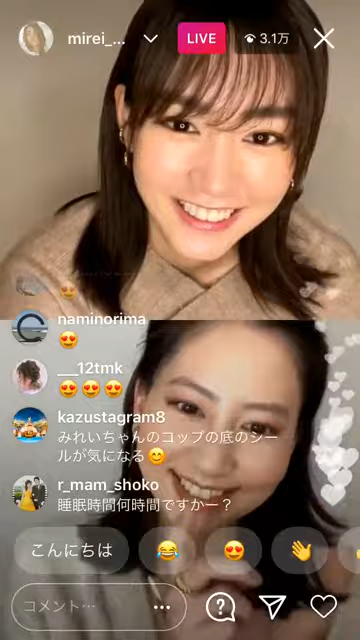 mirei_...
LIVE
3.1万
naminorima
😍
___12tmk
😍😍😍
kazustagram8
みれいちゃんのコップの底のシー
ルが気になる😊
r_mam_shoko
睡眠時間何時間ですかー？
こんにちは
😂
😍
👋
コメント…